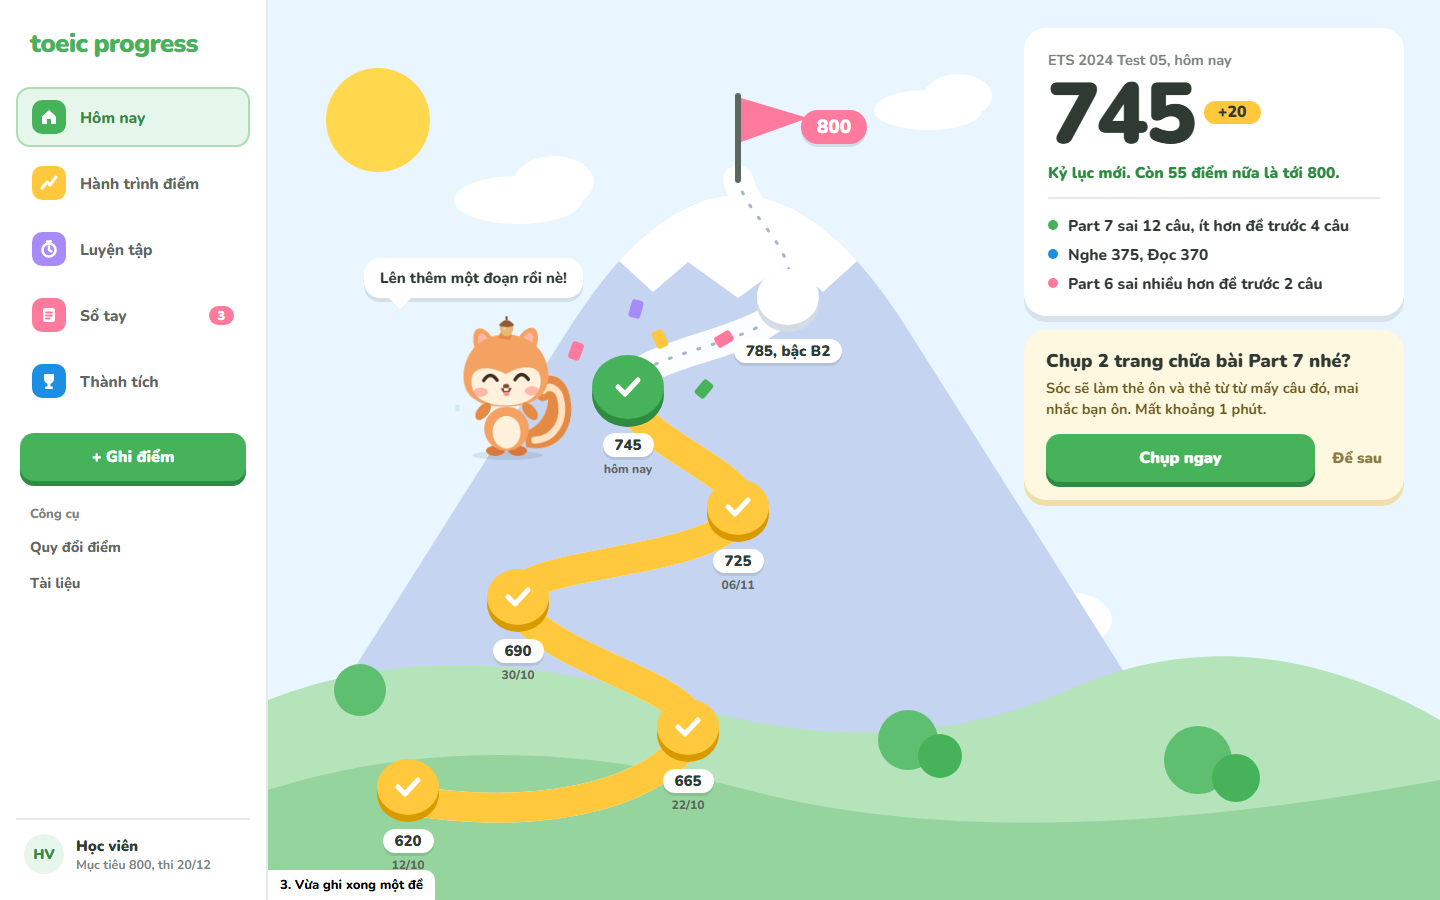 toeic progress
Hôm nay
Hành trình điểm
Luyện tập
Sổ tay
3
Thành tích
+ Ghi điểm
Công cụ
Quy đổi điểm
Tài liệu
HV
Học viên
Mục tiêu 800, thi 20/12
800
Lên thêm một đoạn rồi nè!
785, bậc B2
745
hôm nay
725
06/11
690
30/10
665
22/10
620
12/10
3. Vừa ghi xong một đề
ETS 2024 Test 05, hôm nay
745
+20
Kỷ lục mới. Còn 55 điểm nữa là tới 800.
Part 7 sai 12 câu, ít hơn đề trước 4 câu
Nghe 375, Đọc 370
Part 6 sai nhiều hơn đề trước 2 câu
Chụp 2 trang chữa bài Part 7 nhé?
Sóc sẽ làm thẻ ôn và thẻ từ từ mấy câu đó, mai
nhắc bạn ôn. Mất khoảng 1 phút.
Chụp ngay
Để sau